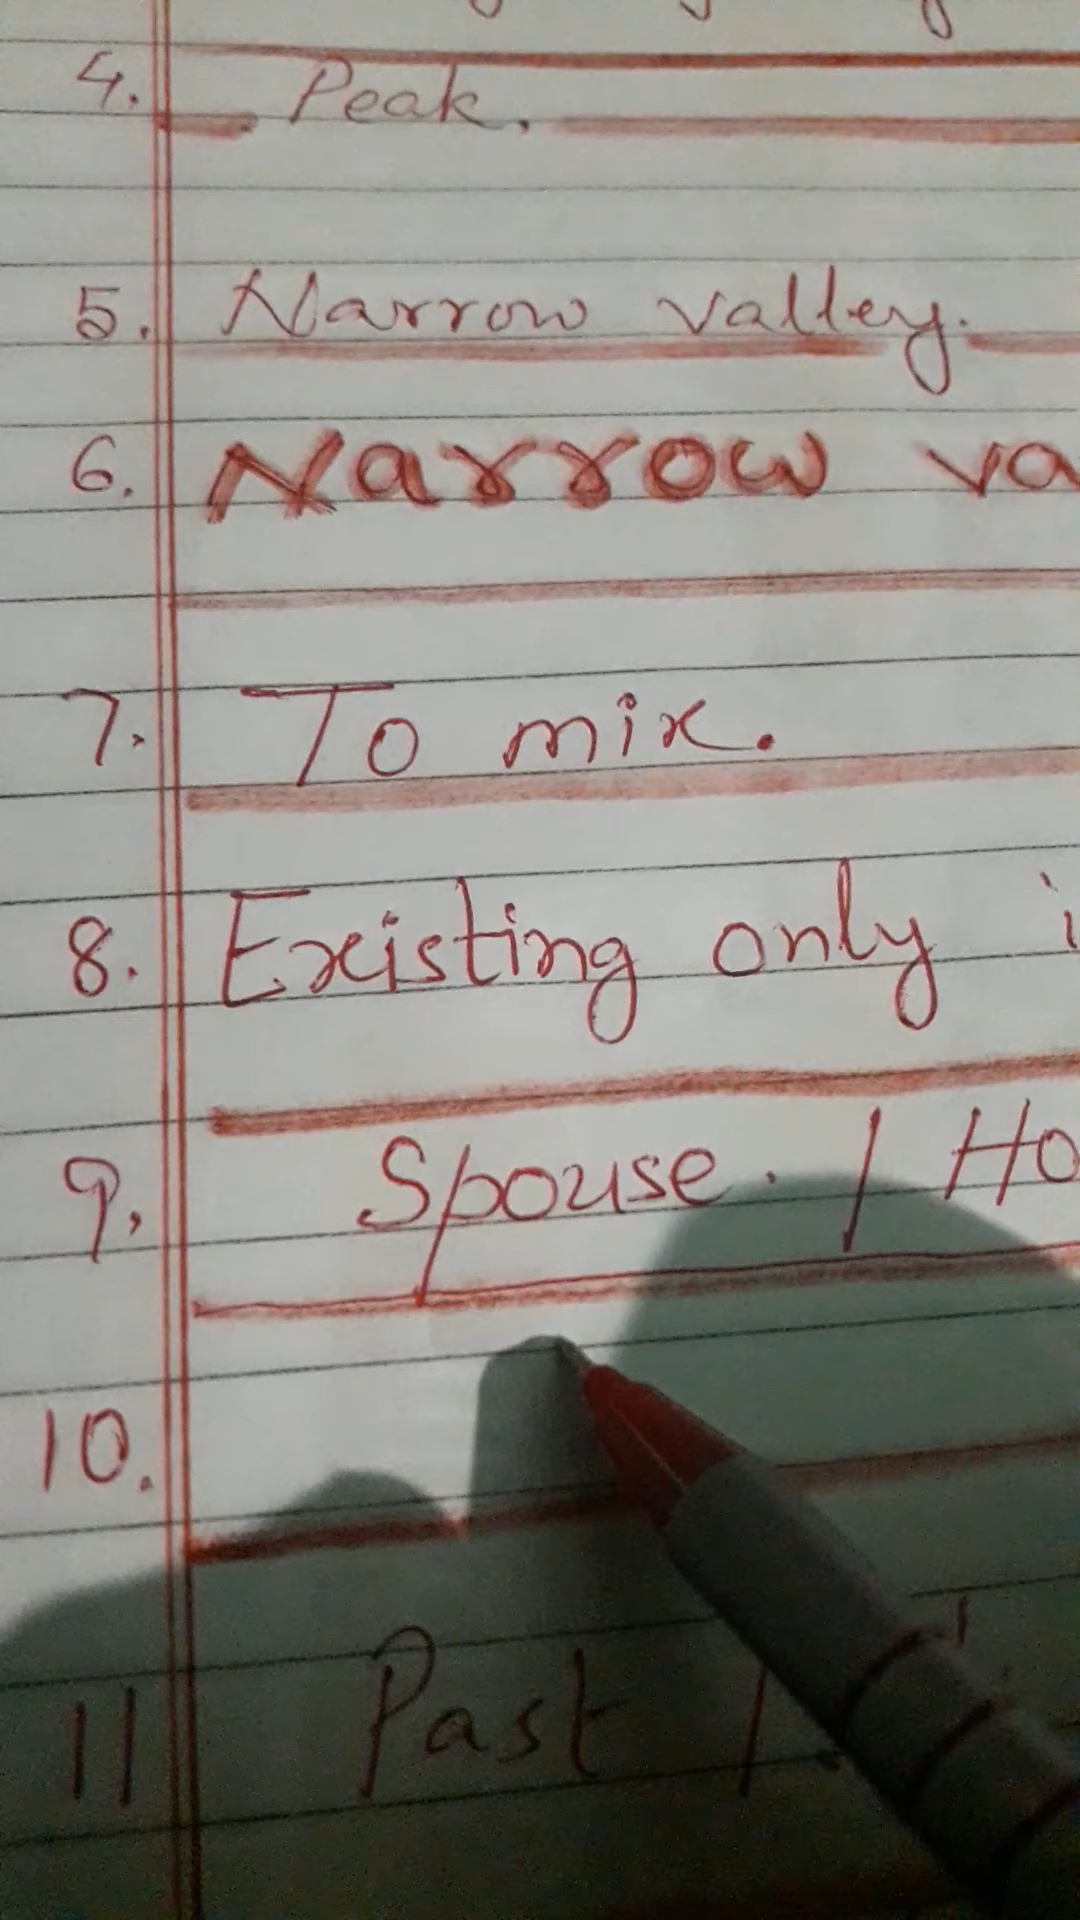 4. Peak.
5. Narrow valley.
6. Narrow va
7. To mix.
8. Existing only i
9. Spouse. / Ho
10.
11 Past /